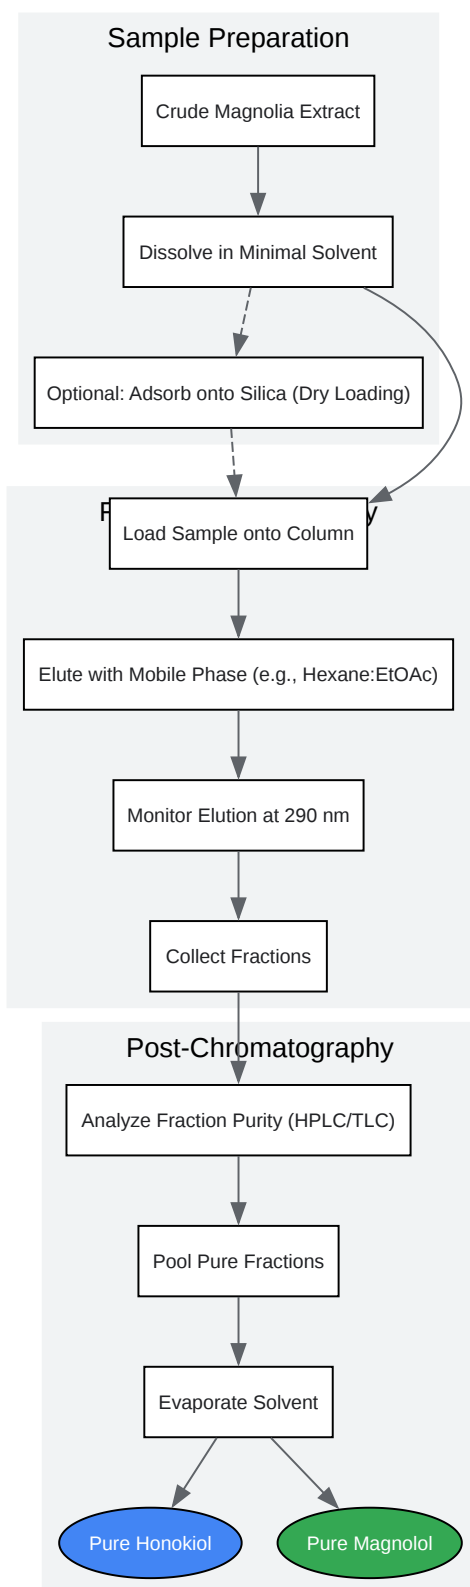 Sample Preparation
Crude Magnolia Extract
Dissolve in Minimal Solvent
Optional: Adsorb onto Silica (Dry Loading)
Load Sample onto Column
Elute with Mobile Phase (e.g., Hexane:EtOAc)
Monitor Elution at 290 nm
Collect Fractions
Post-Chromatography
Analyze Fraction Purity (HPLC/TLC)
Pool Pure Fractions
Evaporate Solvent
Pure Honokiol
Pure Magnolol